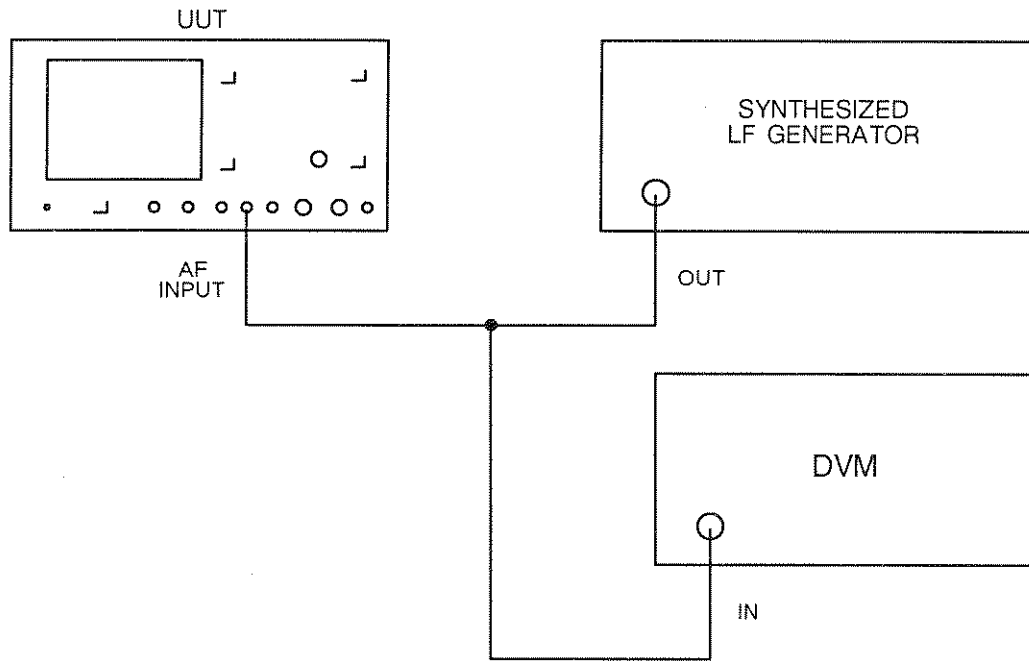 UUT
SYNTHESIZED
LF GENERATOR
AF
INPUT
OUT
DVM
IN